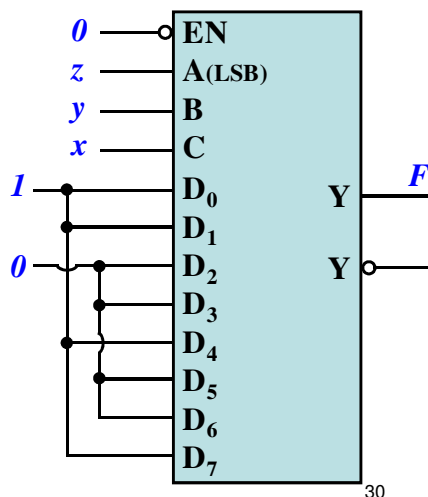 0 EN
z A(LSB)
y B
x C
1 D0 Y F
D1
0 D2 Y
D3
D4
D5
D6
D7
30